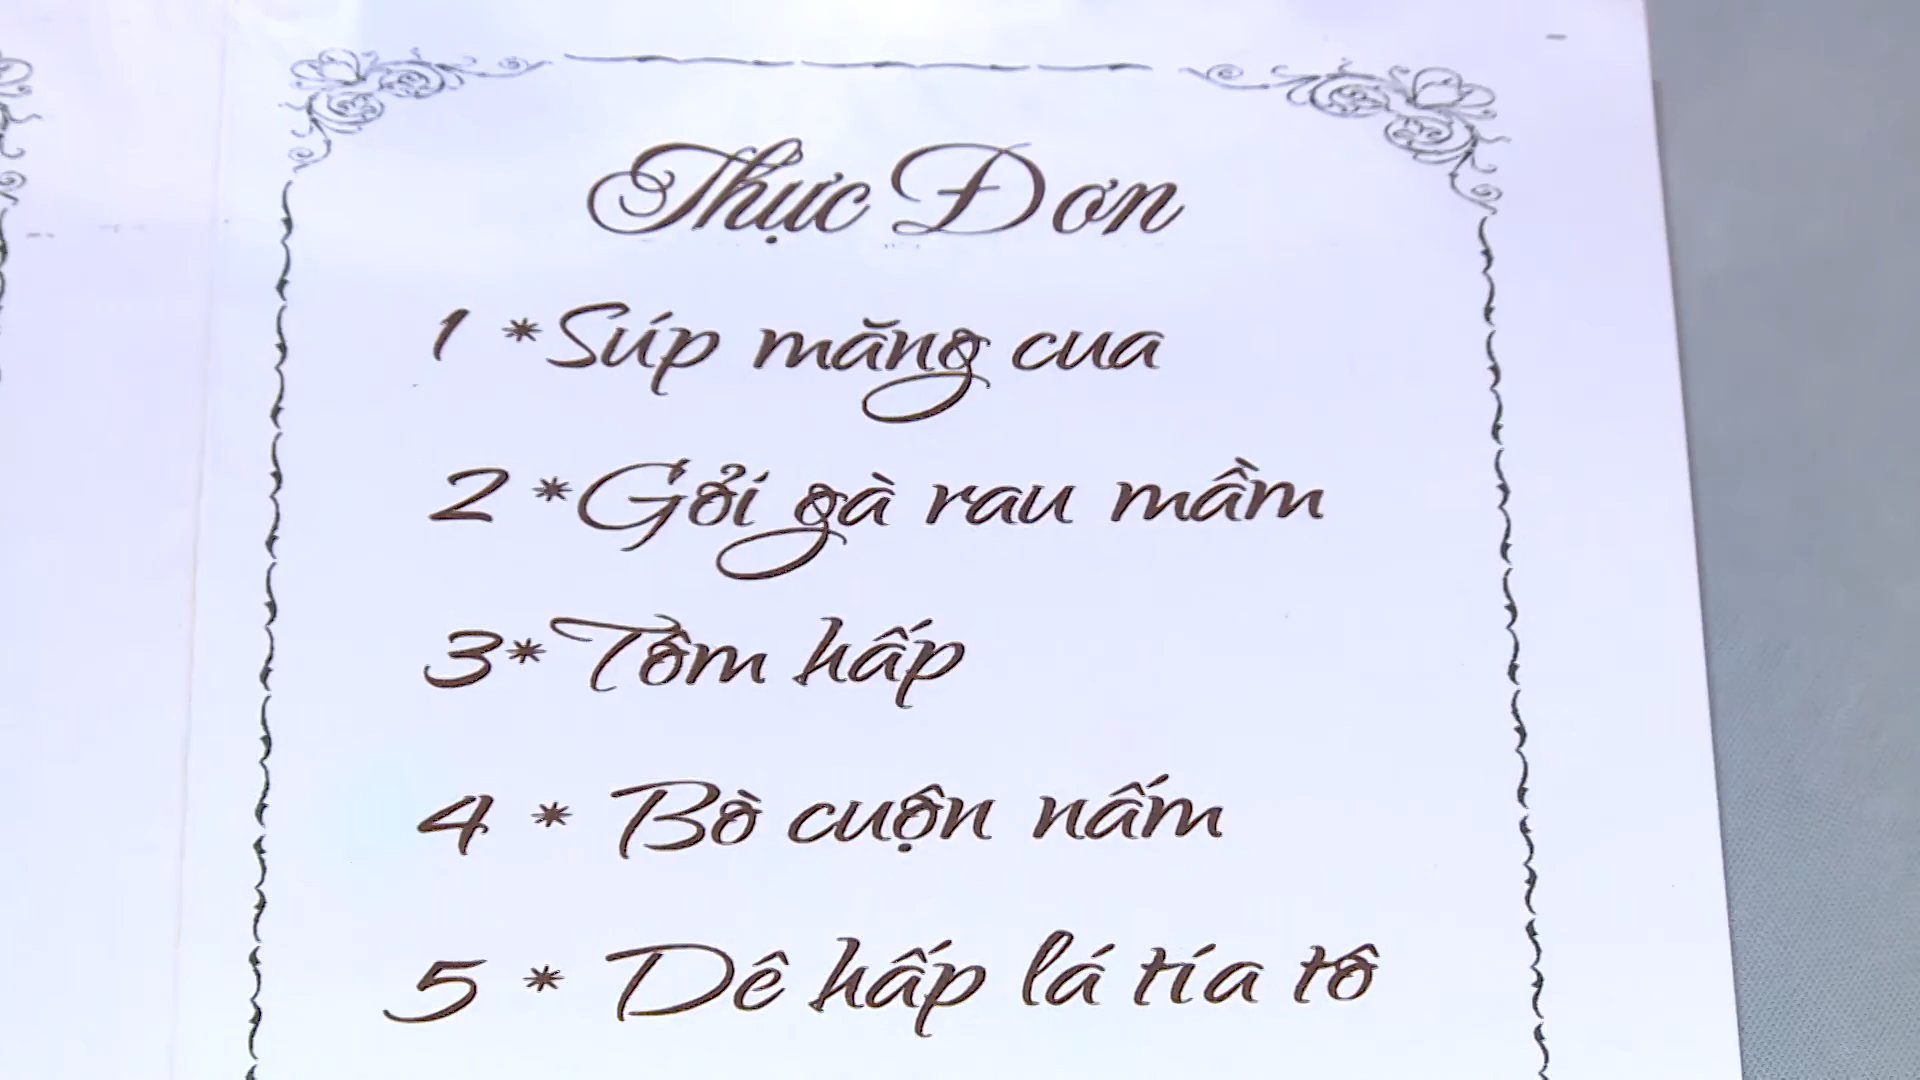 Thực Đơn
1 *Súp măng cua
2 *Gỏi gà rau mầm
3*Tôm hấp
4 * Bò cuộn nấm
5 * Dê hấp lá tía tô